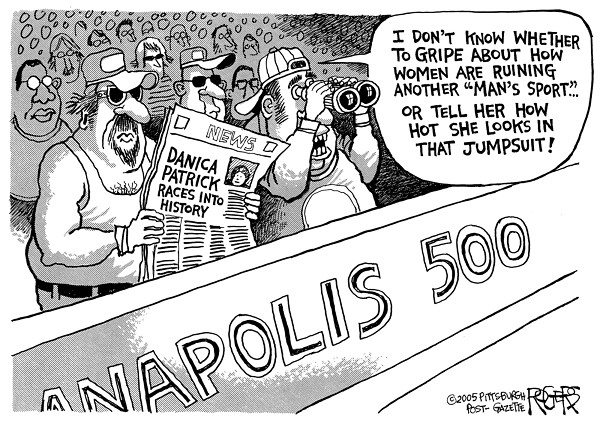 I DON'T KNOW WHETHER
TO GRIPE ABOUT HOW
WOMEN ARE RUINING
ANOTHER "MAN'S SPORT"...
OR TELL HER HOW
HOT SHE LOOKS IN
THAT JUMPSUIT!
NEWS
DANICA
PATRICK
RACES INTO
HISTORY
ANAPOLIS 500
©2005 PITTSBURGH
POST-GAZETTE
ROGERS